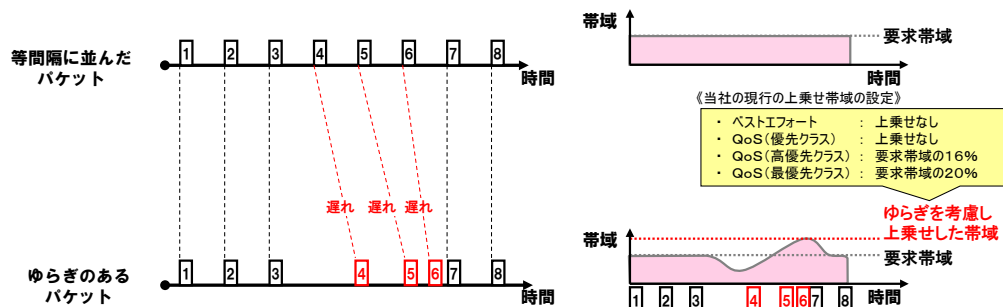 等間隔に並んだ
パケット
1 2 3 4 5 6 7 8
時間
遅れ 遅れ 遅れ
ゆらぎのある
パケット
1 2 3 4 5 6 7 8
時間
帯域
要求帯域
時間
《当社の現行の上乗せ帯域の設定》
・ ベストエフォート : 上乗せなし
・ QoS(優先クラス) : 上乗せなし
・ QoS(高優先クラス) : 要求帯域の16%
・ QoS(最優先クラス) : 要求帯域の20%
ゆらぎを考慮し
上乗せした帯域
帯域
要求帯域
時間
1 2 3 4 5 6 7 8